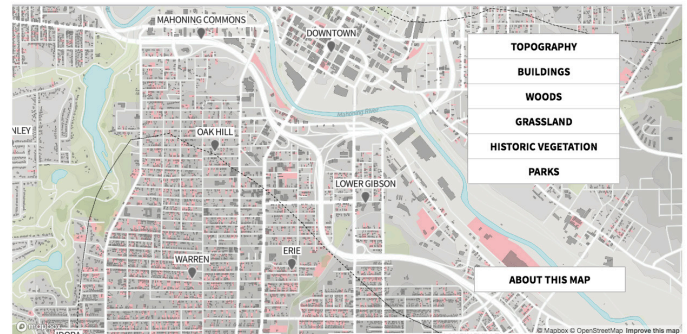 MAHONING COMMONS
DOWNTOWN
TOPOGRAPHY
BUILDINGS
WOODS
GRASSLAND
HISTORIC VEGETATION
PARKS
Mahoning River
NLEY
OAK HILL
LOWER GIBSON
ERIE
WARREN
ABOUT THIS MAP
mapbox
© Mapbox © OpenStreetMap Improve this map